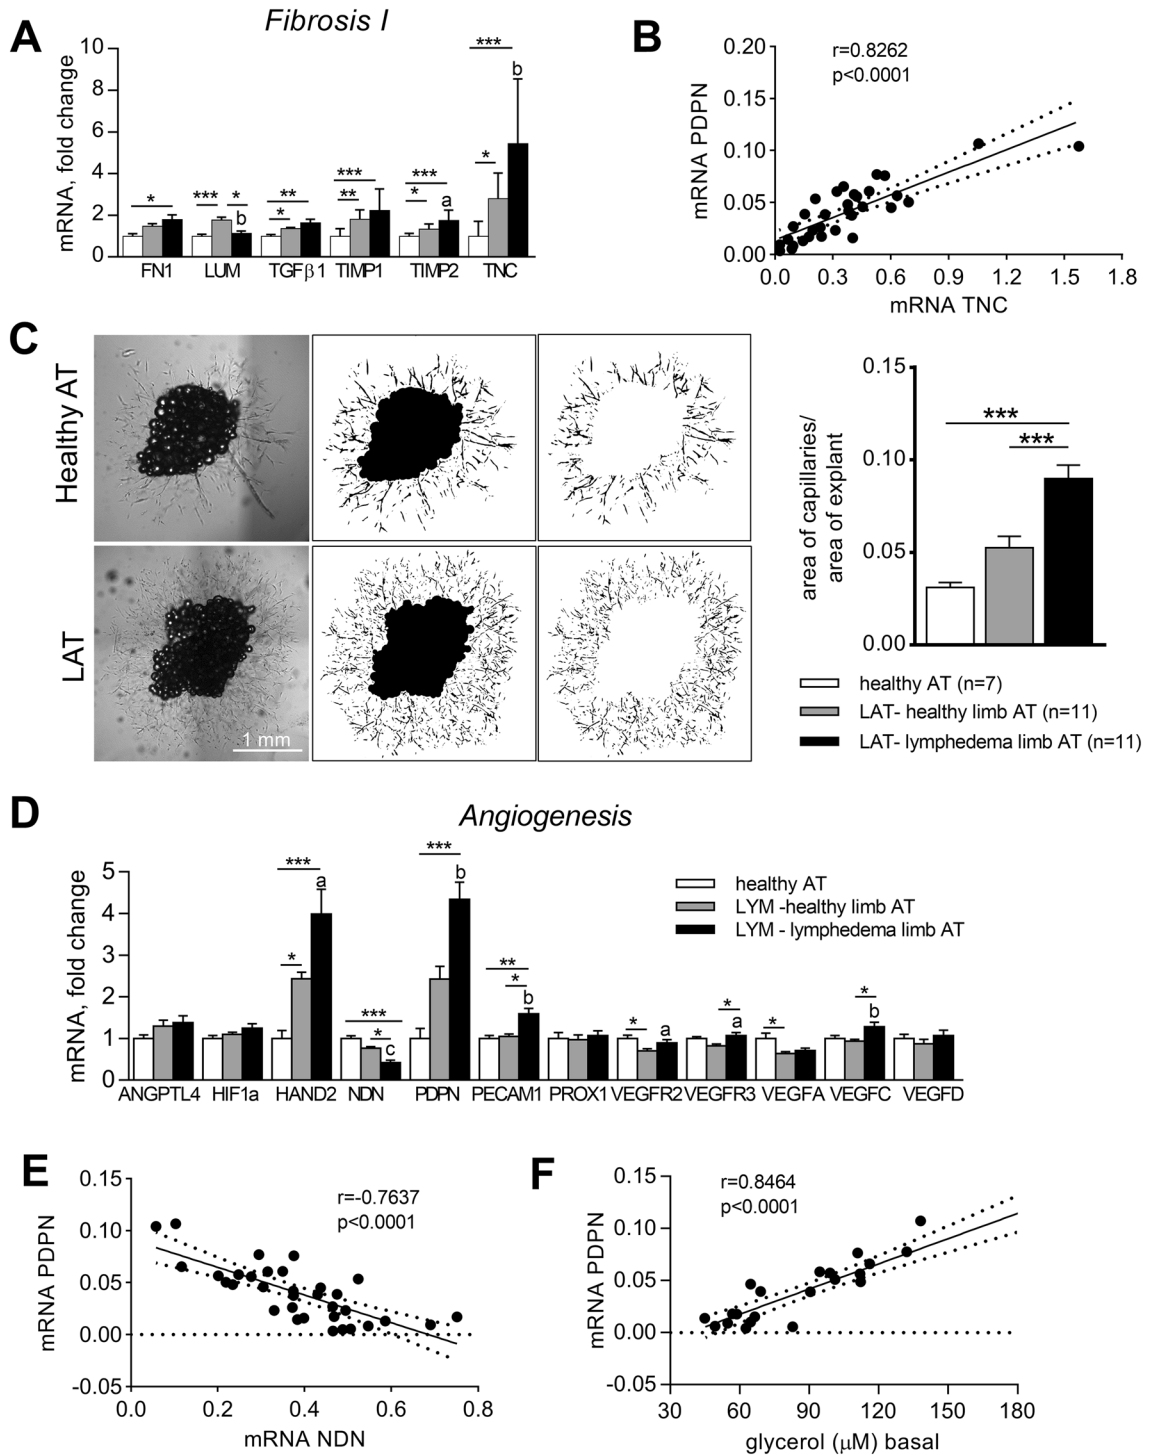 A
Fibrosis I
mRNA, fold change
10
8
6
4
2
0
***
b
*
*
***
*
b
**
*
***
**
***
*
a
FN1 LUM TGFβ1 TIMP1 TIMP2 TNC
B
r=0.8262
p<0.0001
mRNA PDPN
0.20
0.15
0.10
0.05
0.00
0.0 0.3 0.6 0.9 1.2 1.5 1.8
mRNA TNC
C
Healthy AT
LAT
1 mm
area of capillaries/
area of explant
0.15
0.10
0.05
0.00
***
***
healthy AT (n=7)
LAT- healthy limb AT (n=11)
LAT- lymphedema limb AT (n=11)
D
Angiogenesis
mRNA, fold change
5
4
3
2
1
0
***
a
*
***
*
c
***
b
**
*
b
*
a
*
a
*
*
b
healthy AT
LYM -healthy limb AT
LYM - lymphedema limb AT
ANGPTL4 HIF1a HAND2 NDN PDPN PECAM1 PROX1 VEGFR2 VEGFR3 VEGFA VEGFC VEGFD
E
r=-0.7637
p<0.0001
mRNA PDPN
0.15
0.10
0.05
0.00
-0.05
0.0 0.2 0.4 0.6 0.8
mRNA NDN
F
r=0.8464
p<0.0001
mRNA PDPN
0.15
0.10
0.05
0.00
-0.05
30 60 90 120 150 180
glycerol (μM) basal